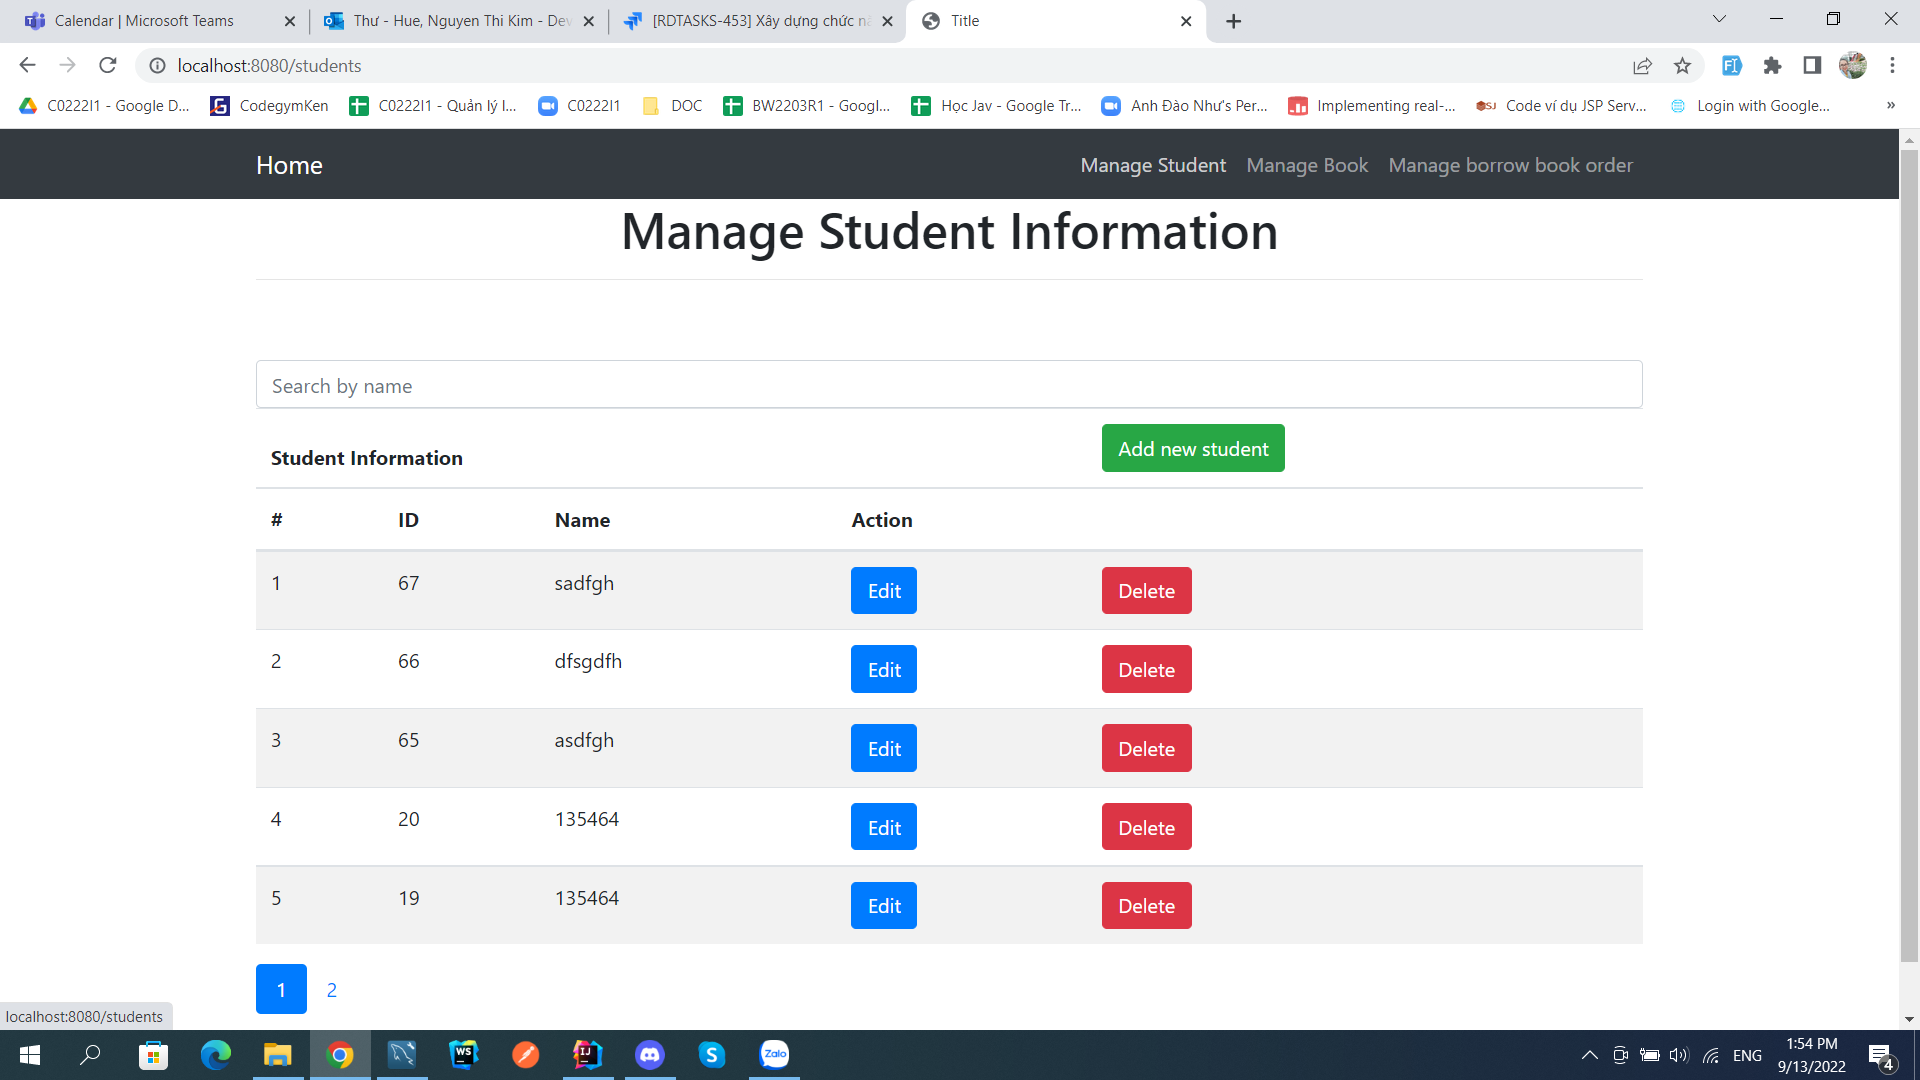 Calendar | Microsoft Teams
Thư - Hue, Nguyen Thi Kim - Dev
[RDTASKS-453] Xây dựng chức nă
Title
localhost:8080/students
C0222I1 - Google D...
CodegymKen
C0222I1 - Quản lý l...
C0222I1
DOC
BW2203R1 - Googl...
Học Jav - Google Tr...
Anh Đào Như's Per...
Implementing real-...
Code ví dụ JSP Serv...
Login with Google...
»
Home
Manage Student
Manage Book
Manage borrow book order
Manage Student Information
Search by name
Student Information
Add new student
# ID Name Action
1 67 sadfgh Edit Delete
2 66 dfsgdfh Edit Delete
3 65 asdfgh Edit Delete
4 20 135464 Edit Delete
5 19 135464 Edit Delete
1 2
localhost:8080/students
ENG
1:54 PM
9/13/2022
4